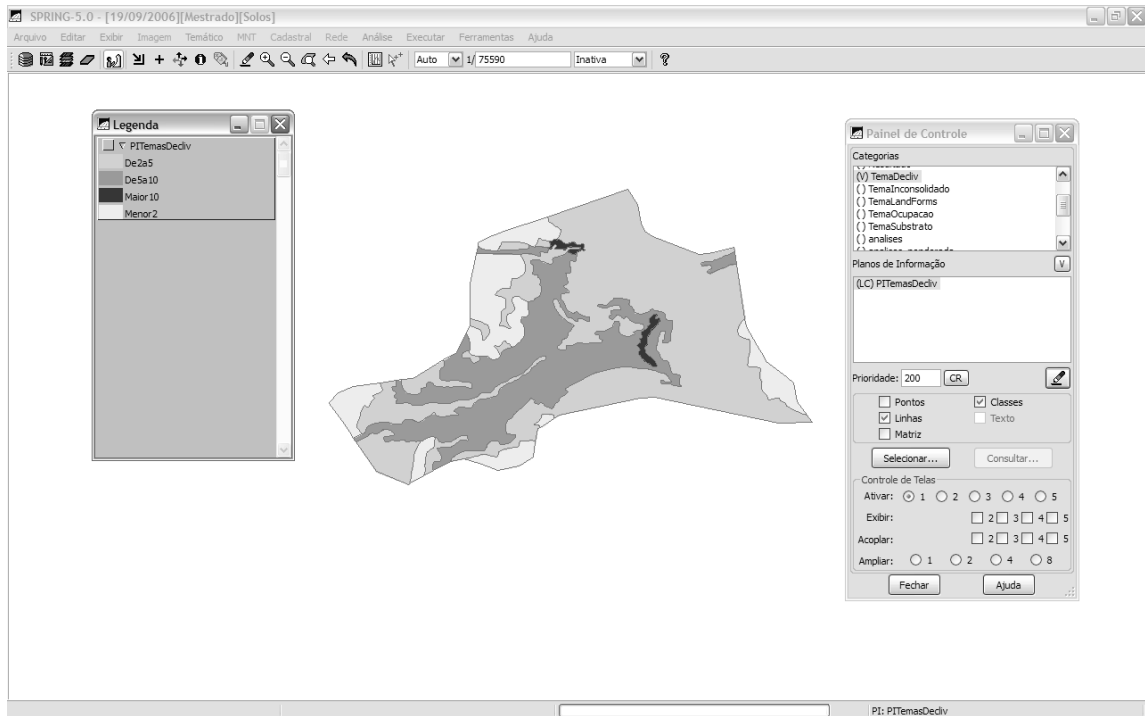 SPRING-5.0 - [19/09/2006][Mestrado][Solos]
Arquivo Editar Exibir Imagem Temático MNT Cadastral Rede Análise Executar Ferramentas Ajuda
Auto 1/ 75590 Inativa
Legenda
PITemasDecliv
De2a5
De5a10
Maior10
Menor2
Painel de Controle
Categorias
(V) TemaDecliv
( ) TemaInconsolidado
( ) TemaLandForms
( ) TemaOcupacao
( ) TemaSubstrato
( ) analises
Planos de Informação V
(LC) PITemasDecliv
Prioridade: 200 CR
Pontos Classes
Linhas Texto
Matriz
Selecionar... Consultar...
Controle de Telas
Ativar: 1 2 3 4 5
Exibir: 2 3 4 5
Acoplar: 2 3 4 5
Ampliar: 1 2 4 8
Fechar Ajuda
PI: PITemasDecliv